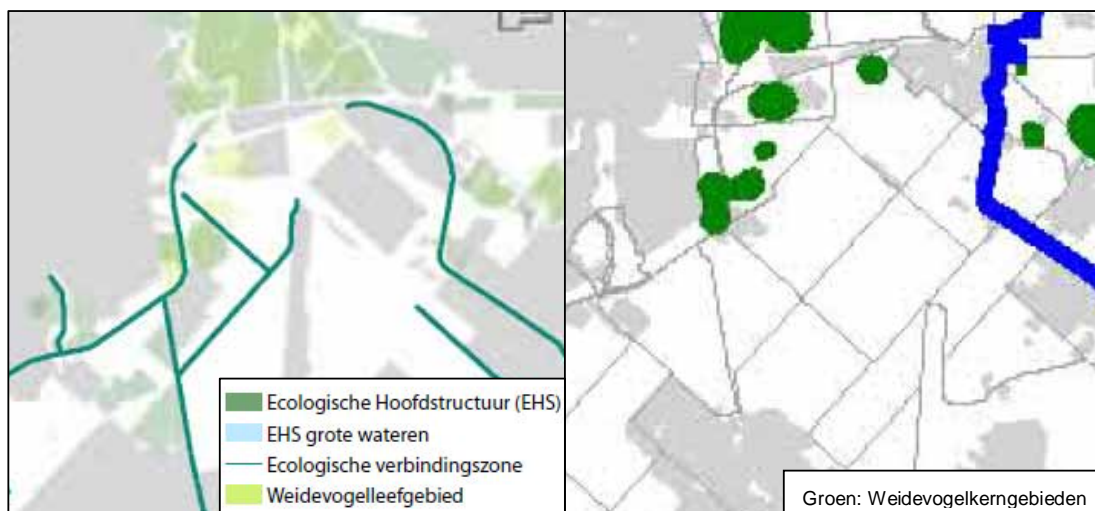 Ecologische Hoofdstructuur (EHS)
EHS grote wateren
Ecologische verbindingszone
Weidevogelleefgebied
Groen: Weidevogelkerngebieden